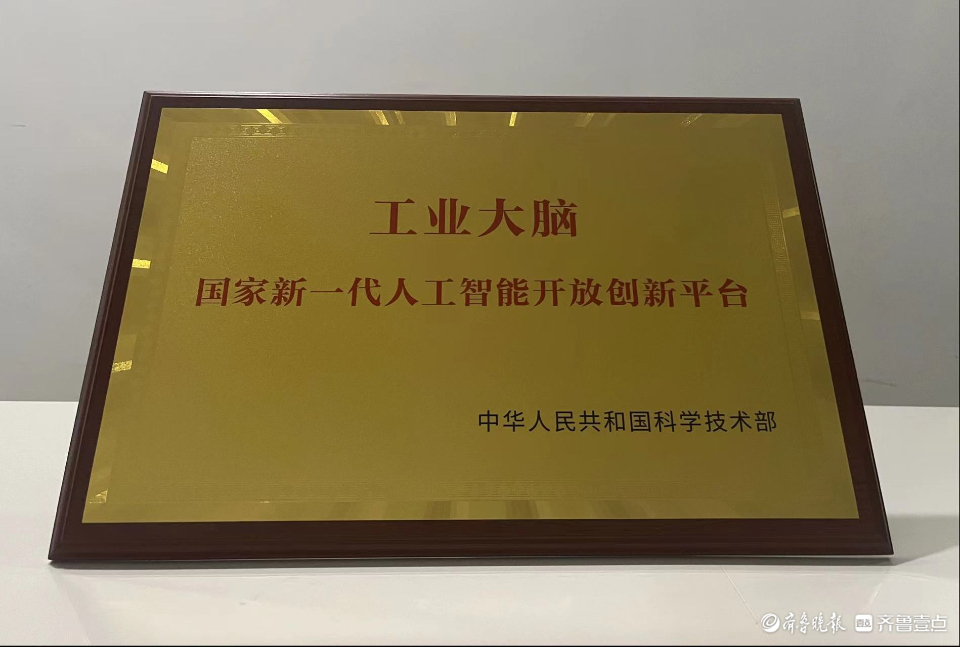 工业大脑
国家新一代人工智能开放创新平台
中华人民共和国科学技术部
齐鲁晚报 壹点 齐鲁壹点